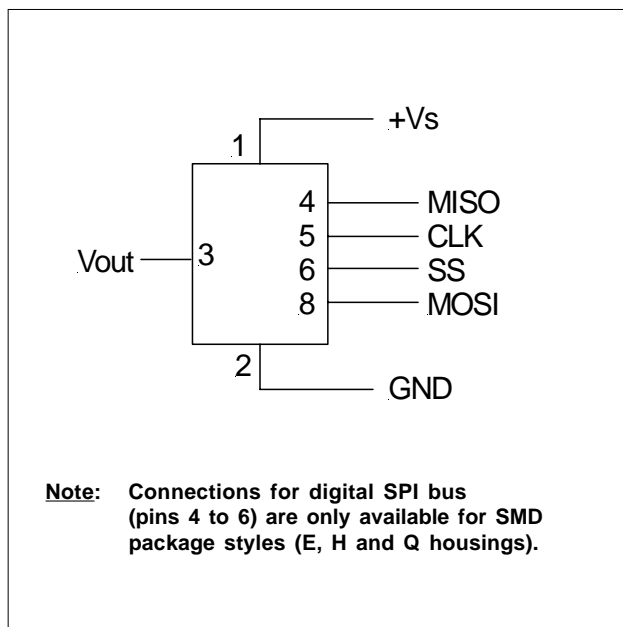 1 +Vs
4 MISO
5 CLK
Vout 3
6 SS
8 MOSI
2
GND
Note: Connections for digital SPI bus
(pins 4 to 6) are only available for SMD
package styles (E, H and Q housings).